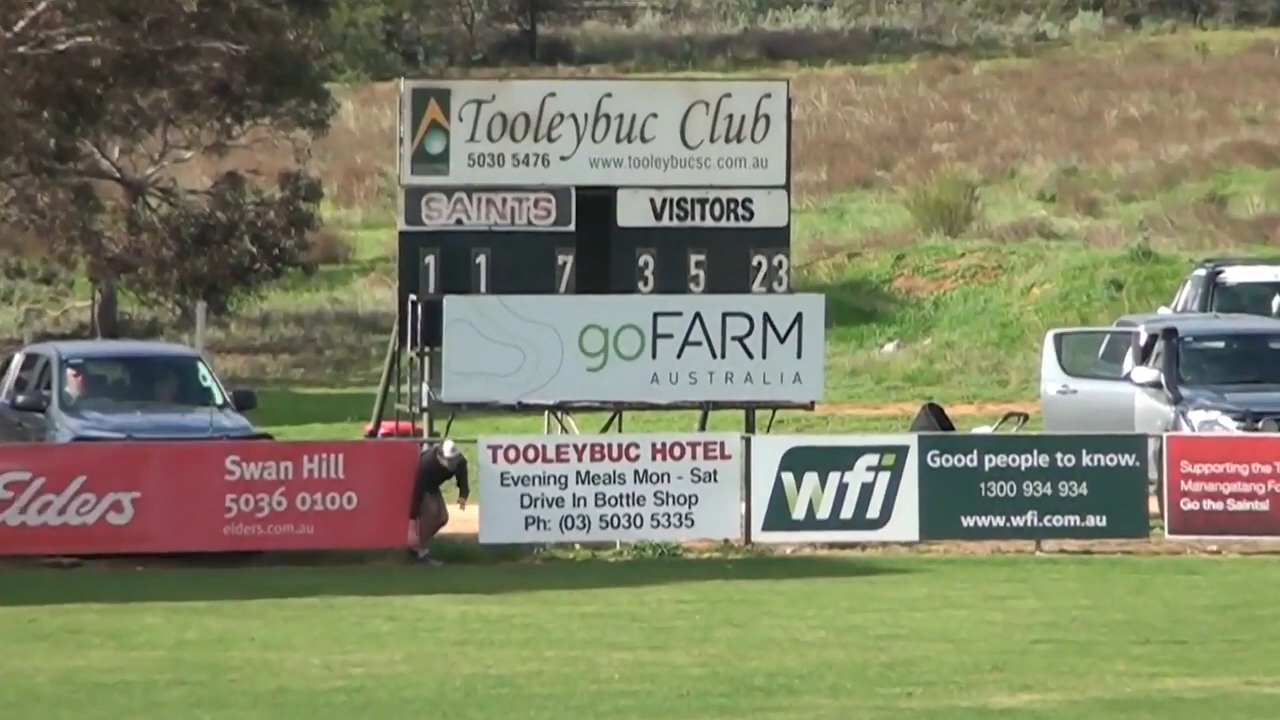 Tooleybuc Club
5030 5476 www.tooleybucsc.com.au
SAINTS VISITORS
1 1 7 3 5 23
goFARM
AUSTRALIA
Elders
Swan Hill
5036 0100
elders.com.au
TOOLEYBUC HOTEL
Evening Meals Mon - Sat
Drive In Bottle Shop
Ph: (03) 5030 5335
wfi
Good people to know.
1300 934 934
www.wfi.com.au
Supporting the
Manangatang
Go the Saints!